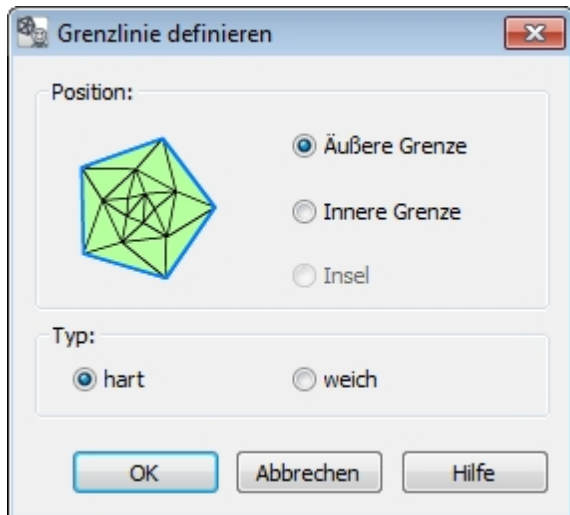 Grenzlinie definieren
Position:
Äußere Grenze
Innere Grenze
Insel
Typ:
hart weich
OK Abbrechen Hilfe